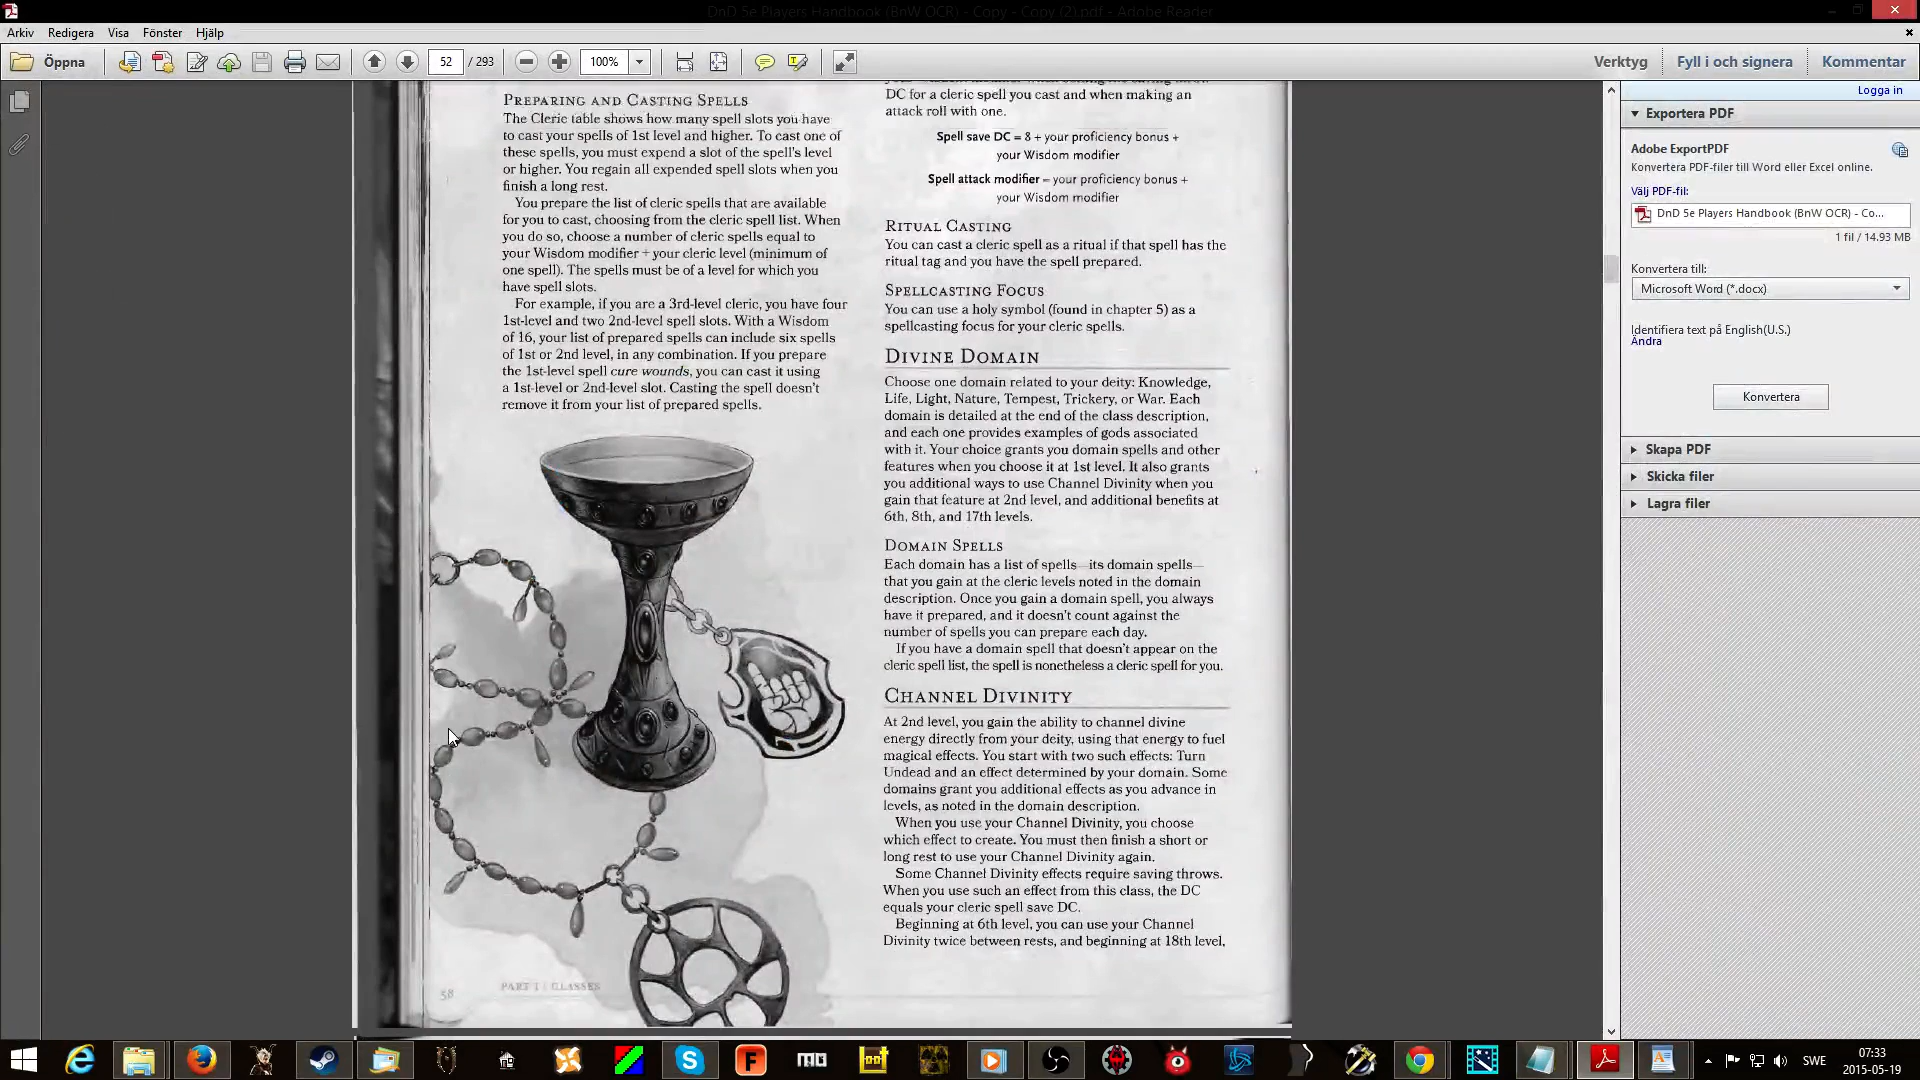 DnD 5e Players Handbook (BnW OCR) - Copy - Copy (2).pdf - Adobe Reader
Arkiv Redigera Visa Fönster Hjälp
Öppna 52 / 293 100% Verktyg Fyll i och signera Kommentar
PREPARING AND CASTING SPELLS
The Cleric table shows how many spell slots you have
to cast your spells of 1st level and higher. To cast one of
these spells, you must expend a slot of the spell's level
or higher. You regain all expended spell slots when you
finish a long rest.
You prepare the list of cleric spells that are available
for you to cast, choosing from the cleric spell list. When
you do so, choose a number of cleric spells equal to
your Wisdom modifier + your cleric level (minimum of
one spell). The spells must be of a level for which you
have spell slots.
For example, if you are a 3rd-level cleric, you have four
1st-level and two 2nd-level spell slots. With a Wisdom
of 16, your list of prepared spells can include six spells
of 1st or 2nd level, in any combination. If you prepare
the 1st-level spell cure wounds, you can cast it using
a 1st-level or 2nd-level slot. Casting the spell doesn't
remove it from your list of prepared spells.
58 PART 1 | CLASSES
DC for a cleric spell you cast and when making an
attack roll with one.
Spell save DC = 8 + your proficiency bonus +
your Wisdom modifier
Spell attack modifier = your proficiency bonus +
your Wisdom modifier
RITUAL CASTING
You can cast a cleric spell as a ritual if that spell has the
ritual tag and you have the spell prepared.
SPELLCASTING FOCUS
You can use a holy symbol (found in chapter 5) as a
spellcasting focus for your cleric spells.
DIVINE DOMAIN
Choose one domain related to your deity: Knowledge,
Life, Light, Nature, Tempest, Trickery, or War. Each
domain is detailed at the end of the class description,
and each one provides examples of gods associated
with it. Your choice grants you domain spells and other
features when you choose it at 1st level. It also grants
you additional ways to use Channel Divinity when you
gain that feature at 2nd level, and additional benefits at
6th, 8th, and 17th levels.
DOMAIN SPELLS
Each domain has a list of spells—its domain spells—
that you gain at the cleric levels noted in the domain
description. Once you gain a domain spell, you always
have it prepared, and it doesn't count against the
number of spells you can prepare each day.
If you have a domain spell that doesn't appear on the
cleric spell list, the spell is nonetheless a cleric spell for you.
CHANNEL DIVINITY
At 2nd level, you gain the ability to channel divine
energy directly from your deity, using that energy to fuel
magical effects. You start with two such effects: Turn
Undead and an effect determined by your domain. Some
domains grant you additional effects as you advance in
levels, as noted in the domain description.
When you use your Channel Divinity, you choose
which effect to create. You must then finish a short or
long rest to use your Channel Divinity again.
Some Channel Divinity effects require saving throws.
When you use such an effect from this class, the DC
equals your cleric spell save DC.
Beginning at 6th level, you can use your Channel
Divinity twice between rests, and beginning at 18th level,
Logga in
Exportera PDF
Adobe ExportPDF
Konvertera PDF-filer till Word eller Excel online.
Välj PDF-fil:
DnD 5e Players Handbook (BnW OCR) - Co...
1 fil / 14.93 MB
Konvertera till:
Microsoft Word (*.docx)
Identifiera text på English(U.S.)
Ändra
Konvertera
Skapa PDF
Skicka filer
Lagra filer
SWE
07:33
2015-05-19